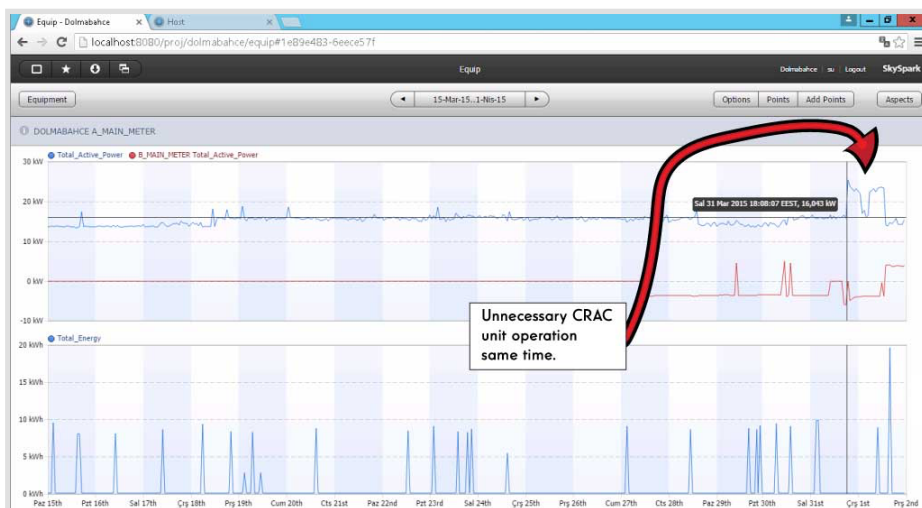 Equip - Dolmabahce
Host
localhost:8080/proj/dolmabahce/equip#1e89e483-6eece57f
Equip
Dolmabahce su Logout SkySpark
Equipment
15-Mar-15..1-Nis-15
Options Points Add Points Aspects
DOLMABAHCE A_MAIN_METER
Total_Active_Power B_MAIN_METER Total_Active_Power
30 kW
20 kW
Sal 31 Mar 2015 18:08:07 EEST, 16,043 kW
10 kW
0 kW
-10 kW
Unnecessary CRAC
unit operation
same time.
Total_Energy
20 kWh
15 kWh
10 kWh
5 kWh
0 kWh
Paz 15th Pzt 16th Sal 17th Çrş 18th Prş 19th Cum 20th Cts 21st Paz 22nd Pzt 23rd Sal 24th Çrş 25th Prş 26th Cum 27th Cts 28th Paz 29th Pzt 30th Sal 31st Çrş 1st Prş 2nd